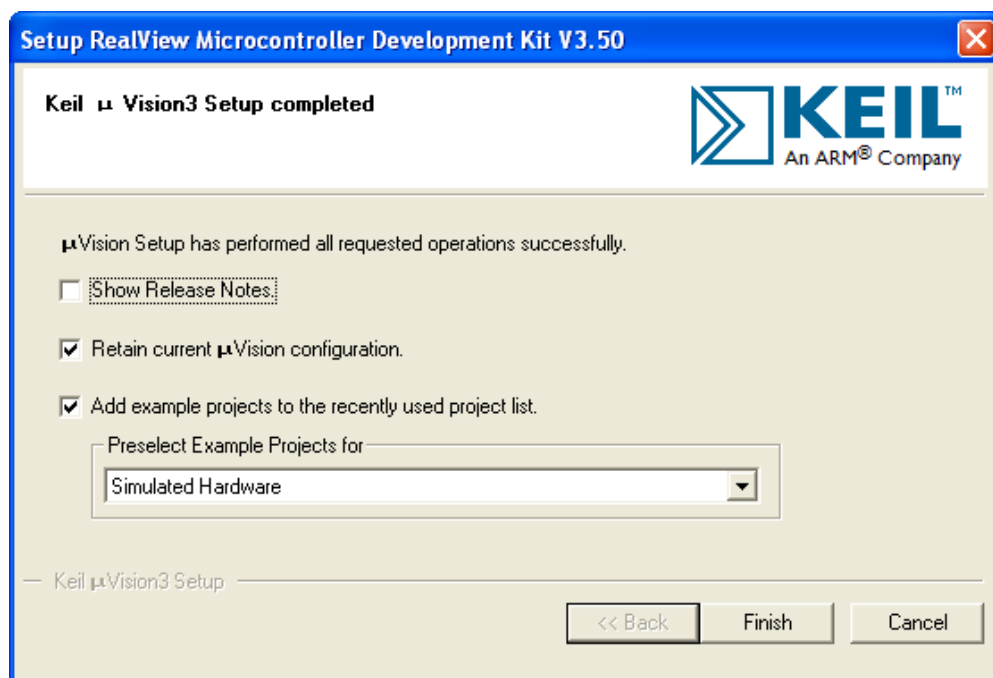 Setup RealView Microcontroller Development Kit V3.50
Keil μ Vision3 Setup completed
KEIL™
An ARM® Company
μVision Setup has performed all requested operations successfully.
Show Release Notes.
Retain current μVision configuration.
Add example projects to the recently used project list.
Preselect Example Projects for
Simulated Hardware
Keil μVision3 Setup
<< Back Finish Cancel